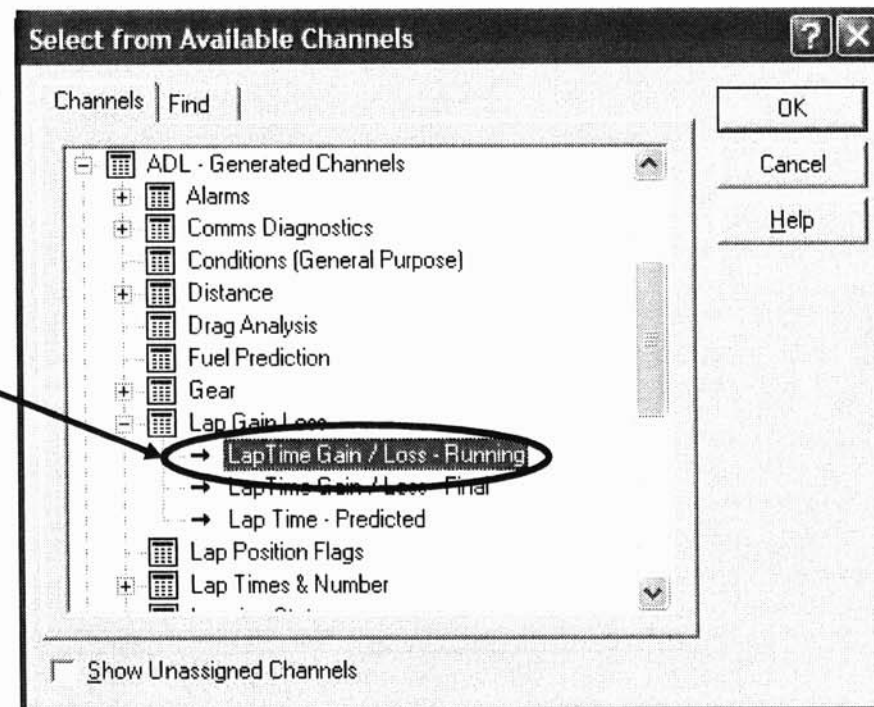 Select from Available Channels
Channels Find
OK
Cancel
Help
ADL - Generated Channels
Alarms
Comms Diagnostics
Conditions (General Purpose)
Distance
Drag Analysis
Fuel Prediction
Gear
Lap Gain Loss
LapTime Gain / Loss - Running
LapTime Gain / Loss - Final
Lap Time - Predicted
Lap Position Flags
Lap Times & Number
Show Unassigned Channels